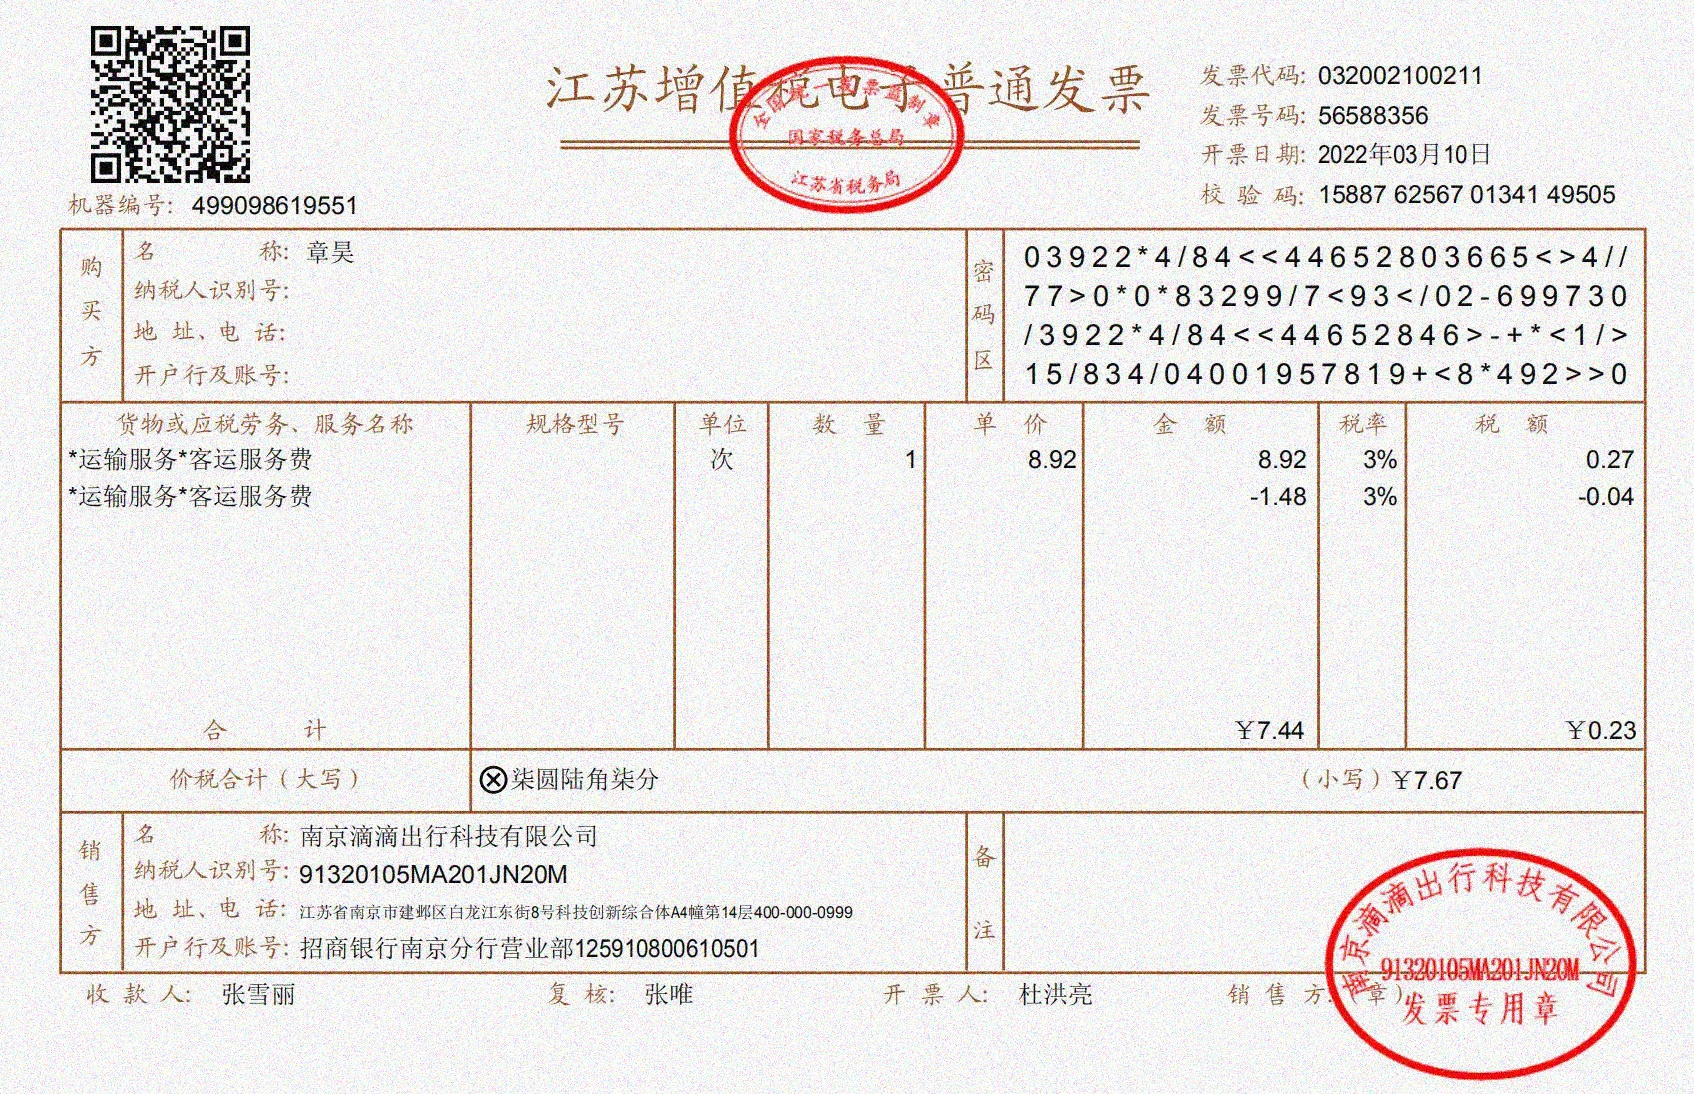 江苏增值税电子普通发票
全国统一发票监制章
国家税务总局
江苏省税务局
发票代码: 032002100211
发票号码: 56588356
开票日期: 2022年03月10日
校 验 码: 15887 62567 01341 49505
机器编号: 499098619551
购买方
名 称: 章昊
纳税人识别号:
地 址、电 话:
开户行及账号:
密码区
03922*4/84<<44652803665<>4//
77>0*0*83299/7<93</02-699730
/3922*4/84<<44652846>-+*<1/>
15/834/04001957819+<8*492>>0
货物或应税劳务、服务名称 规格型号 单位 数 量 单 价 金 额 税率 税 额
*运输服务*客运服务费 次 1 8.92 8.92 3% 0.27
*运输服务*客运服务费 -1.48 3% -0.04
合 计 ￥7.44 ￥0.23
价税合计（大写） ⊗柒圆陆角柒分 （小写）￥7.67
销售方
名 称: 南京滴滴出行科技有限公司
纳税人识别号: 91320105MA201JN20M
地 址、电 话: 江苏省南京市建邺区白龙江东街8号科技创新综合体A4幢第14层400-000-0999
开户行及账号: 招商银行南京分行营业部125910800610501
备注
收 款 人: 张雪丽 复 核: 张唯 开 票 人: 杜洪亮 销 售 方: 章）
南京滴滴出行科技有限公司
91320105MA201JN20M
发票专用章